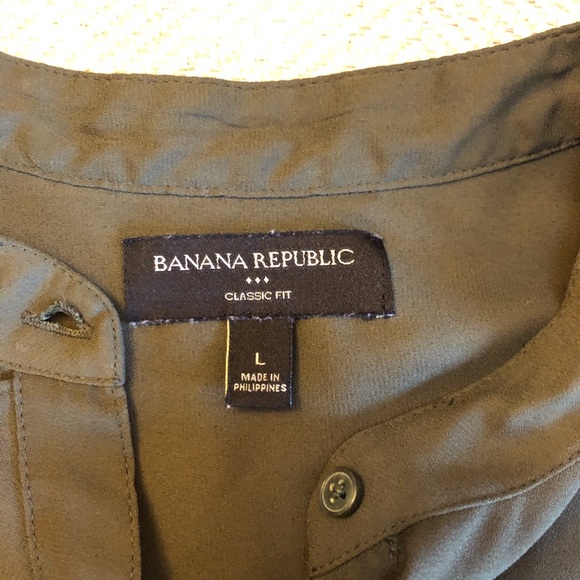 BANANA REPUBLIC
CLASSIC FIT
L
MADE IN
PHILIPPINES